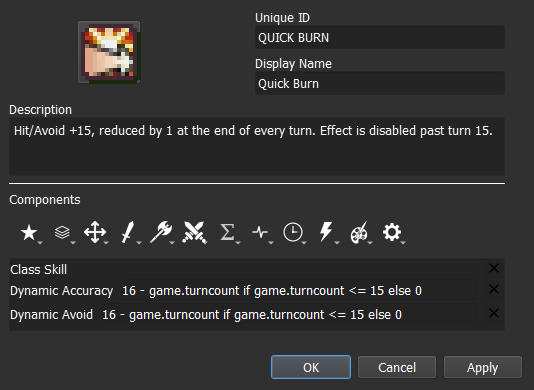 Unique ID
QUICK BURN
Display Name
Quick Burn
Description
Hit/Avoid +15, reduced by 1 at the end of every turn. Effect is disabled past turn 15.
Components
Class Skill
Dynamic Accuracy 16 - game.turncount if game.turncount <= 15 else 0
Dynamic Avoid 16 - game.turncount if game.turncount <= 15 else 0
OK Cancel Apply